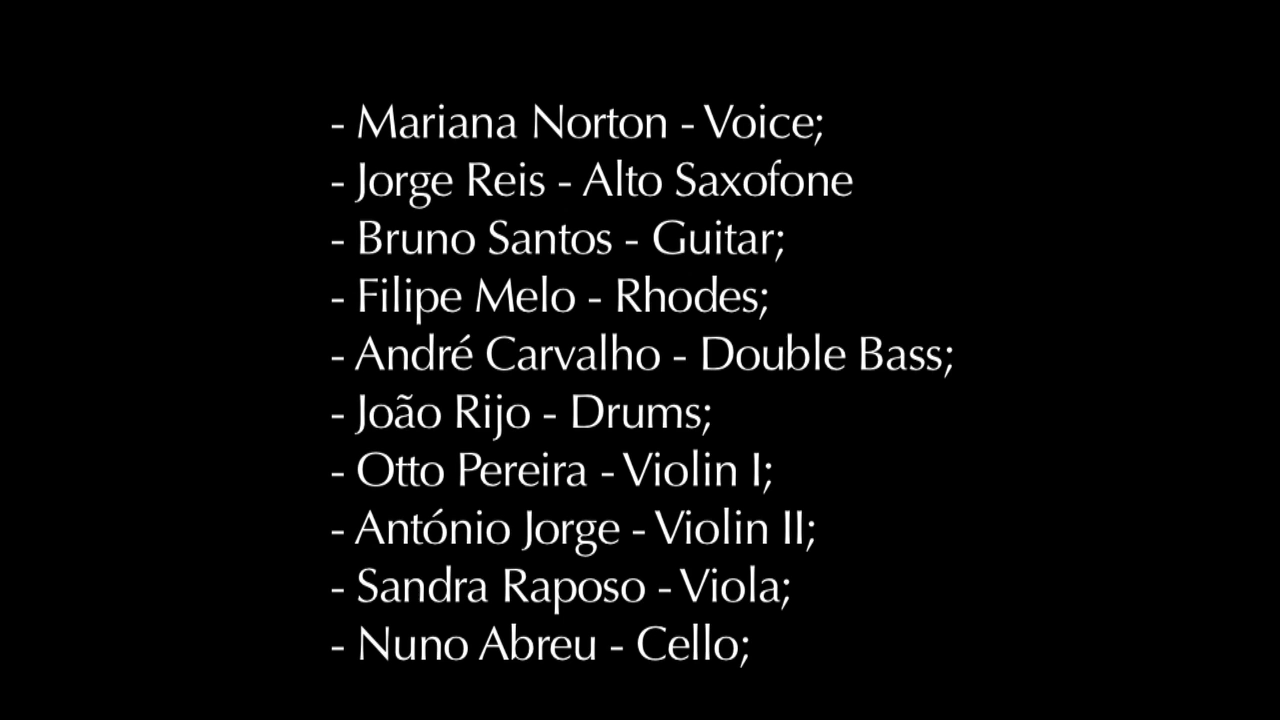 - Mariana Norton - Voice;
- Jorge Reis - Alto Saxofone
- Bruno Santos - Guitar;
- Filipe Melo - Rhodes;
- André Carvalho - Double Bass;
- João Rijo - Drums;
- Otto Pereira - Violin I;
- António Jorge - Violin II;
- Sandra Raposo - Viola;
- Nuno Abreu - Cello;